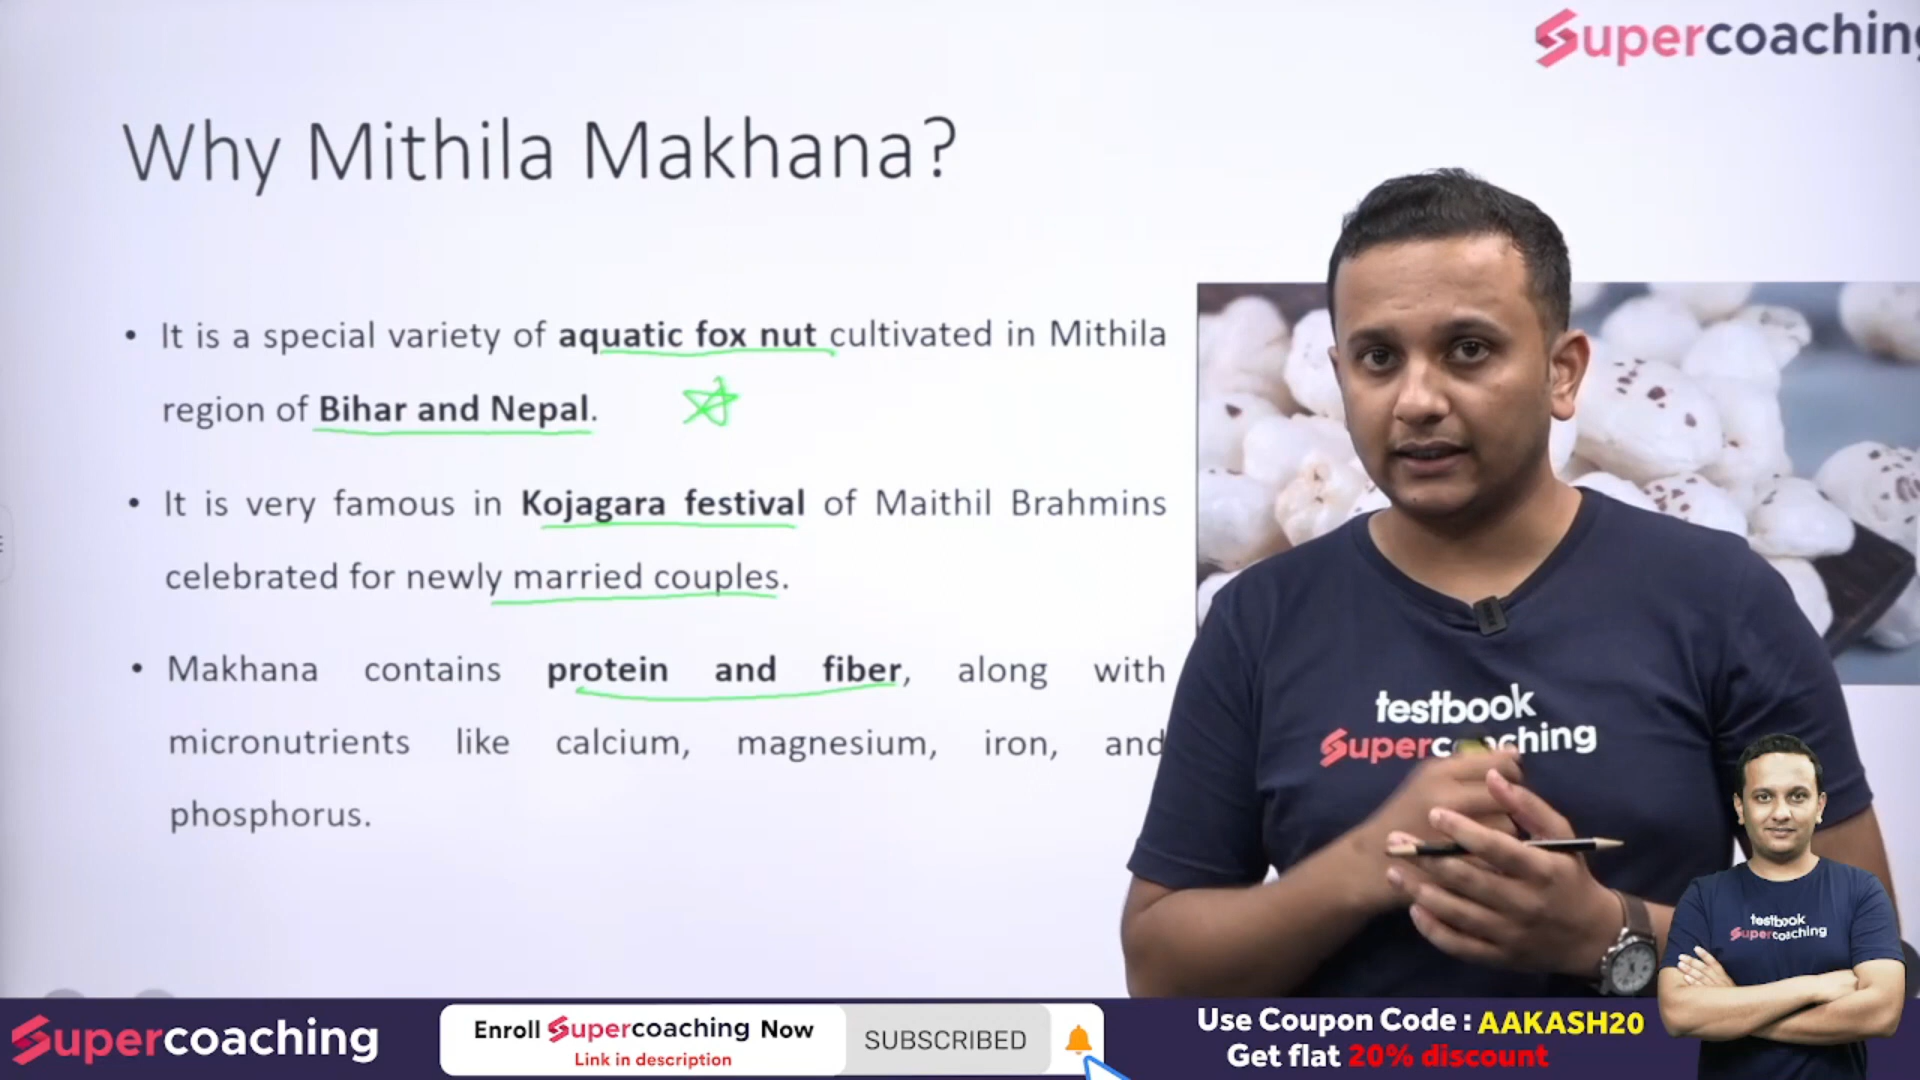 Supercoaching
Why Mithila Makhana?
• It is a special variety of aquatic fox nut cultivated in Mithila
region of Bihar and Nepal.
• It is very famous in Kojagara festival of Maithil Brahmins
celebrated for newly married couples.
• Makhana contains protein and fiber, along with
micronutrients like calcium, magnesium, iron, and
phosphorus.
testbook
Supercoaching
testbook
Supercoaching
Supercoaching
Enroll Supercoaching Now
Link in description
SUBSCRIBED
Use Coupon Code : AAKASH20
Get flat 20% discount